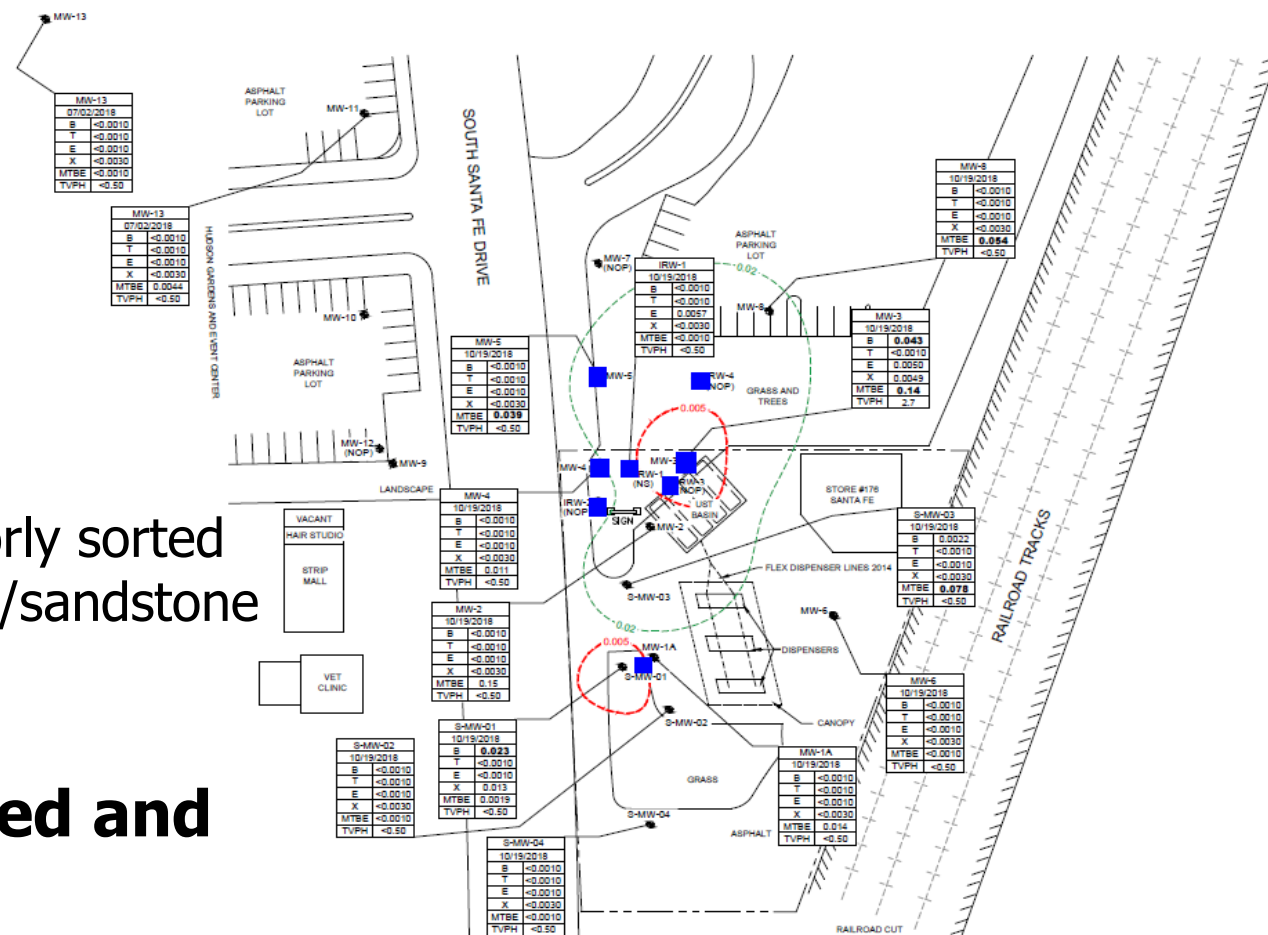 MW-13
MW-13
07/02/2018
B <0.0010
T <0.0010
E <0.0010
X <0.0030
MTBE <0.0010
TVPH <0.50
ASPHALT
PARKING
LOT
MW-11
SOUTH SANTA FE DRIVE
MW-13
07/02/2018
B <0.0010
T <0.0010
E <0.0010
X <0.0030
MTBE 0.0044
TVPH <0.50
HUDSON GARDENS AND EVENT CENTER
MW-8
10/19/2018
B <0.0010
T <0.0010
E <0.0010
X <0.0030
MTBE 0.054
TVPH <0.50
ASPHALT
PARKING
LOT
0.02
MW-7
(NOP)
IRW-1
10/19/2018
B <0.0010
T <0.0010
E 0.0057
X <0.0030
MTBE <0.0010
TVPH <0.50
MW-8
MW-10
MW-3
10/19/2018
B 0.043
T <0.0010
E 0.0050
X 0.0049
MTBE 0.14
TVPH 2.7
MW-5
10/19/2018
B <0.0010
T <0.0010
E <0.0010
X <0.0030
MTBE 0.039
TVPH <0.50
ASPHALT
PARKING
LOT
MW-5
RW-4
(NOP)
GRASS AND
TREES
0.005
MW-12
(NOP)
MW-9
MW-4
RW-1
(NS)
MW-3
RW-3
(NOP)
LANDSCAPE
IRW-2
(NOP)
SIGN
UST
BASIN
MW-2
STORE #176
SANTA FE
MW-4
10/19/2018
B <0.0010
T <0.0010
E <0.0010
X <0.0030
MTBE 0.011
TVPH <0.50
S-MW-03
10/19/2018
B 0.0022
T <0.0010
E <0.0010
X <0.0030
MTBE 0.078
TVPH <0.50
VACANT
HAIR STUDIO
STRIP
MALL
orly sorted
/sandstone
FLEX DISPENSER LINES 2014
S-MW-03
RAILROAD TRACKS
MW-2
10/19/2018
B <0.0010
T <0.0010
E <0.0010
X <0.0030
MTBE 0.15
TVPH <0.50
MW-6
0.02
0.005
MW-1A
S-MW-01
DISPENSERS
VET
CLINIC
MW-6
10/19/2018
B <0.0010
T <0.0010
E <0.0010
X <0.0030
MTBE <0.0010
TVPH <0.50
S-MW-02
CANOPY
S-MW-01
10/19/2018
B 0.023
T <0.0010
E <0.0010
X 0.013
MTBE 0.0019
TVPH <0.50
S-MW-02
10/19/2018
B <0.0010
T <0.0010
E <0.0010
X <0.0030
MTBE <0.0010
TVPH <0.50
MW-1A
10/19/2018
B <0.0010
T <0.0010
E <0.0010
X <0.0030
MTBE 0.014
TVPH <0.50
GRASS
ed and
S-MW-04
ASPHALT
S-MW-04
10/19/2018
B <0.0010
T <0.0010
E <0.0010
X <0.0030
MTBE <0.0010
TVPH <0.50
RAILROAD CUT